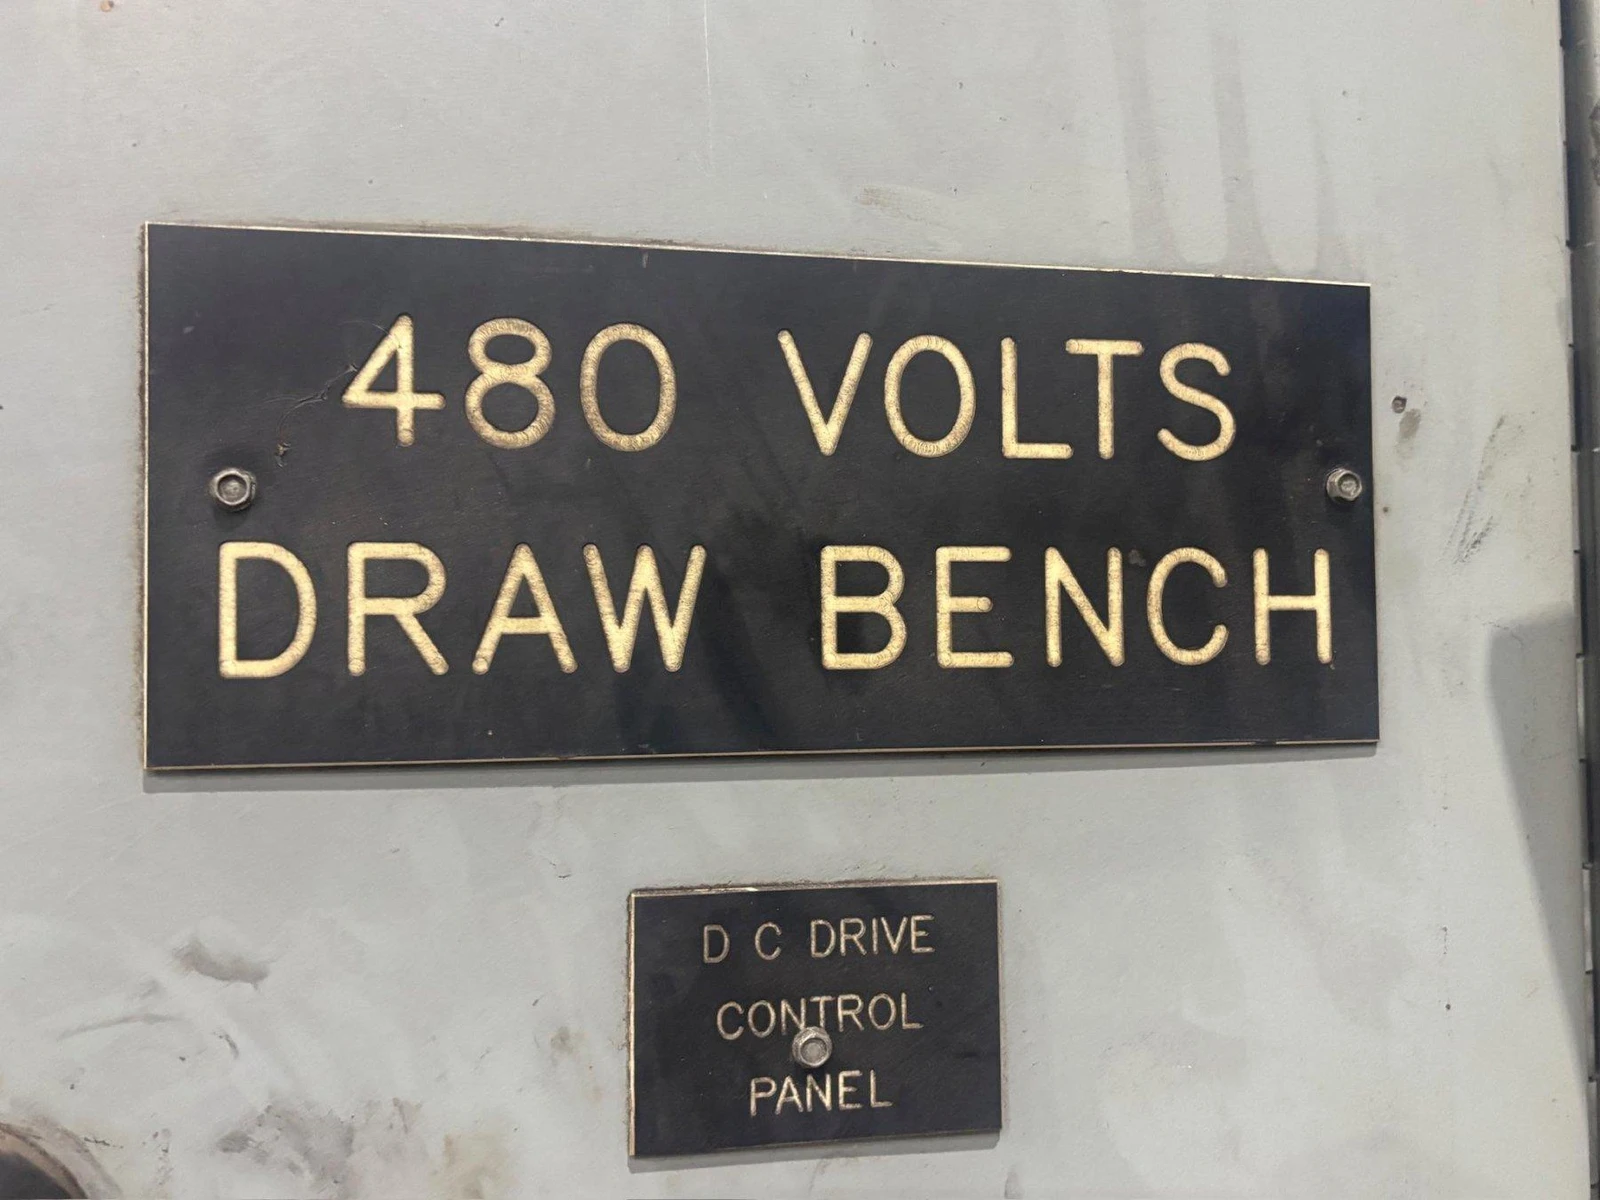 480 VOLTS
DRAW BENCH
D C DRIVE
CONTROL
PANEL